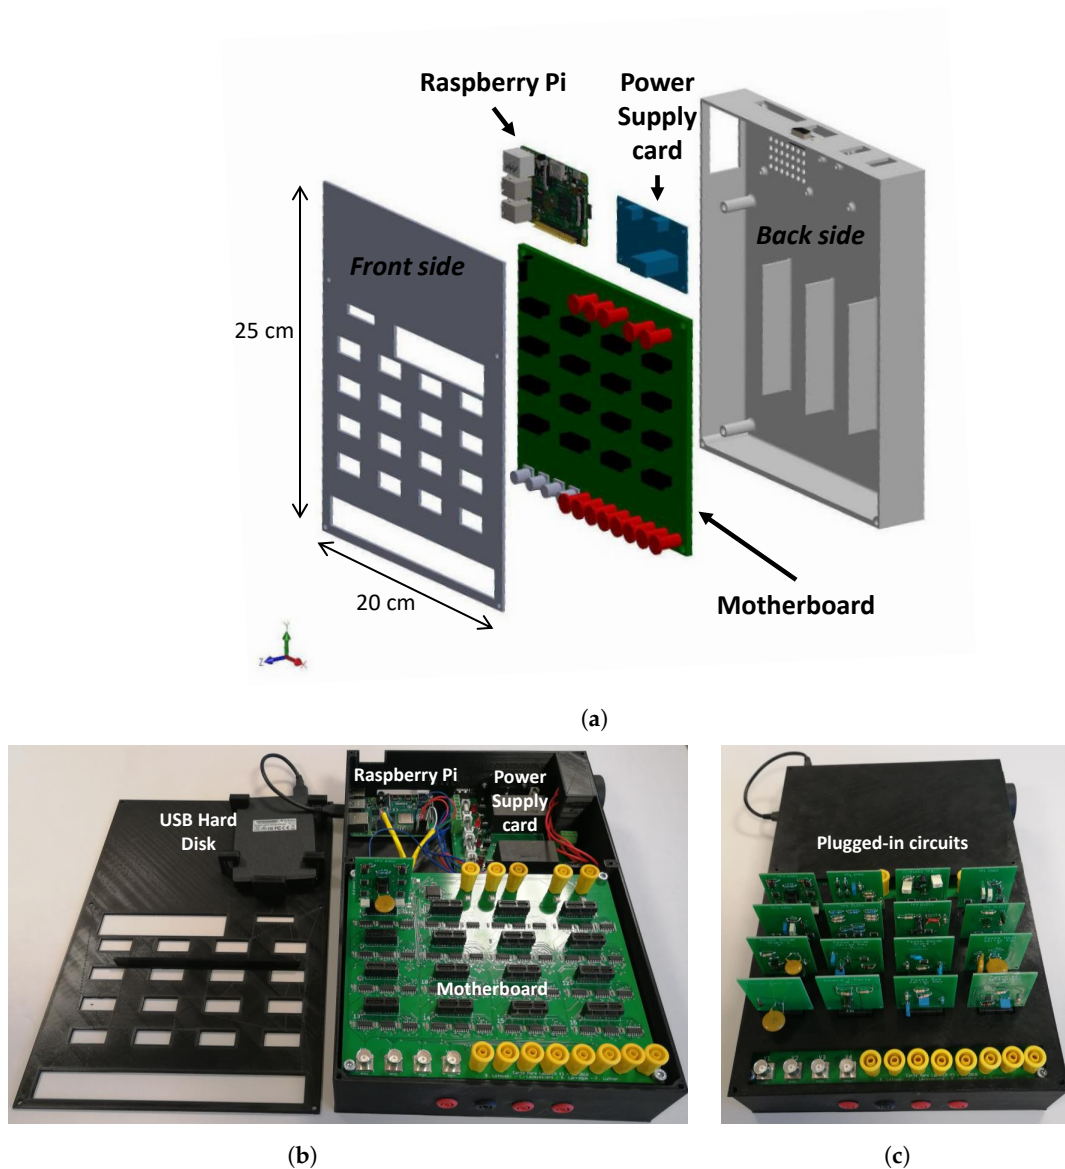 Raspberry Pi
Power
Supply
card
Front side
Back side
25 cm
20 cm
Motherboard
Y
Z
X
(a)
USB Hard
Disk
Raspberry Pi
Power
Supply
card
Motherboard
Plugged-in circuits
(b)
(c)